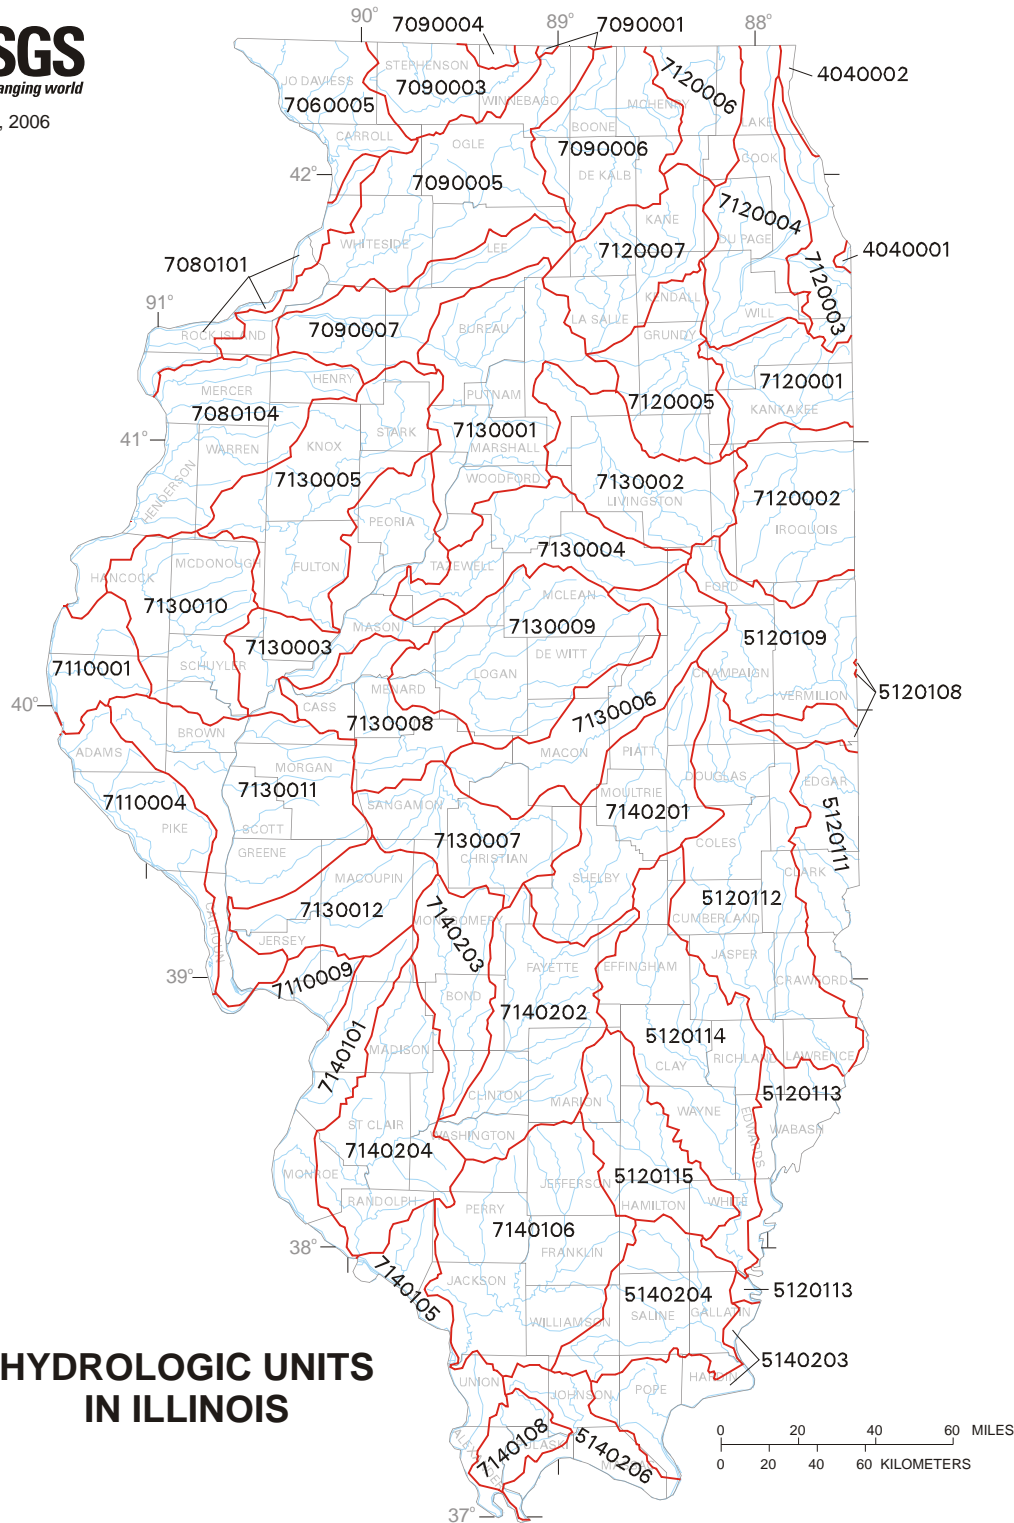 90°
89°
88°
7090004
7090001
SGS
anging world
, 2006
STEPHENSON
JO DAVIESS
7090003
WINNEBAGO
7060005
MCHENRY
7120006
4040002
BOONE
LAKE
CARROLL
OGLE
7090006
COOK
42°
7090005
DE KALB
7120004
KANE
DU PAGE
WHITESIDE
LEE
7120007
4040001
7080101
7120003
91°
KENDALL
LA SALLE
WILL
ROCK ISLAND
7090007
BUREAU
GRUNDY
HENRY
MERCER
PUTNAM
7120001
7080104
7120005
KANKAKEE
41°
STARK
7130001
WARREN
KNOX
MARSHALL
HENDERSON
7130005
WOODFORD
7130002
LIVINGSTON
7120002
PEORIA
IROQUOIS
7130004
MCDONOUGH
FULTON
TAZEWELL
HANCOCK
FORD
7130010
MCLEAN
MASON
7130009
5120109
7130003
DE WITT
7110001
SCHUYLER
LOGAN
CHAMPAIGN
MENARD
VERMILION
5120108
40°
CASS
7130008
7130006
BROWN
ADAMS
MACON
PIATT
MORGAN
DOUGLAS
EDGAR
7130011
MOULTRIE
7110004
SANGAMON
7140201
5120111
PIKE
SCOTT
7130007
COLES
GREENE
CHRISTIAN
CLARK
MACOUPIN
SHELBY
5120112
7130012
MONTGOMERY
CUMBERLAND
CALHOUN
JERSEY
7140203
JASPER
39°
7110009
FAYETTE
EFFINGHAM
CRAWFORD
BOND
7140202
7140101
5120114
MADISON
RICHLAND
LAWRENCE
CLAY
CLINTON
MARION
5120113
WAYNE
ST CLAIR
WASHINGTON
EDWARDS
WABASH
7140204
MONROE
JEFFERSON
5120115
RANDOLPH
PERRY
HAMILTON
WHITE
7140106
38°
FRANKLIN
7140105
JACKSON
5140204
5120113
WILLIAMSON
SALINE
GALLATIN
HYDROLOGIC UNITS
IN ILLINOIS
5140203
UNION
JOHNSON
POPE
HARDIN
7140108
5140206
ALEXANDER
PULASKI
MASSAC
0 20 40 60 MILES
0 20 40 60 KILOMETERS
37°